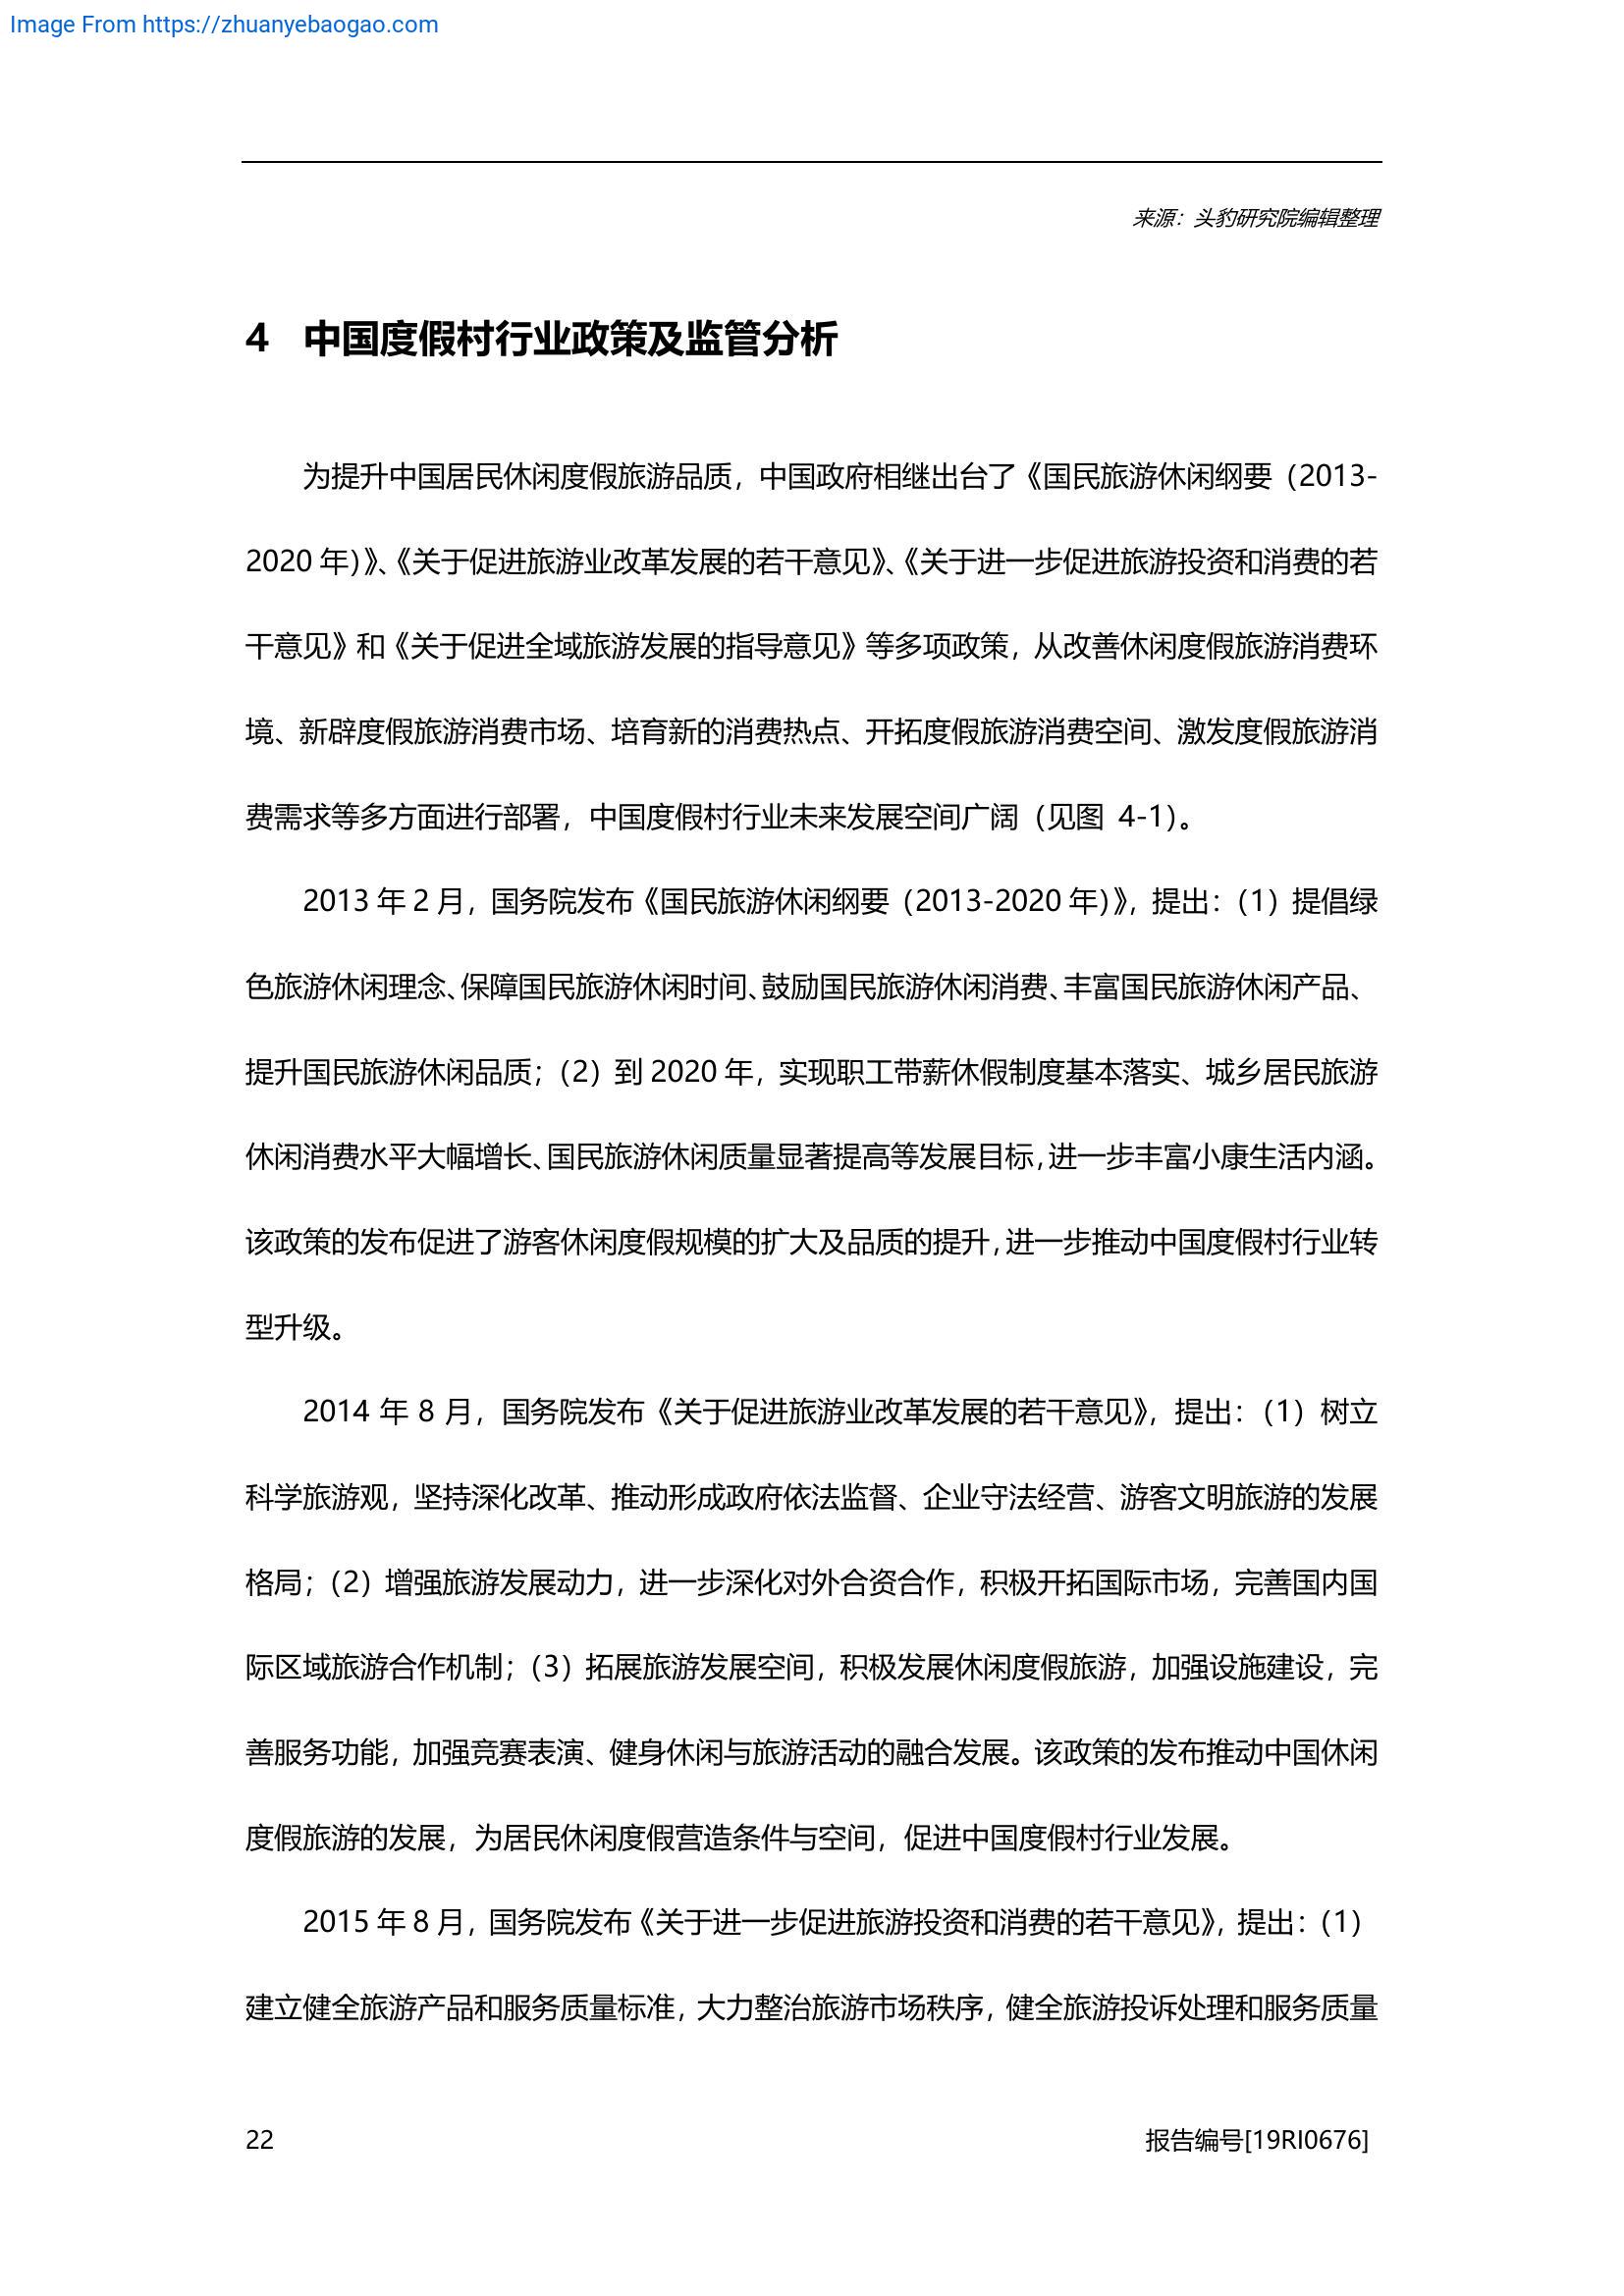 Image From https://zhuanyebaogao.com
来源：头豹研究院编辑整理
4 中国度假村行业政策及监管分析
为提升中国居民休闲度假旅游品质，中国政府相继出台了《国民旅游休闲纲要（2013-
2020 年）》、《关于促进旅游业改革发展的若干意见》、《关于进一步促进旅游投资和消费的若
干意见》和《关于促进全域旅游发展的指导意见》等多项政策，从改善休闲度假旅游消费环
境、新辟度假旅游消费市场、培育新的消费热点、开拓度假旅游消费空间、激发度假旅游消
费需求等多方面进行部署，中国度假村行业未来发展空间广阔（见图 4-1）。
2013 年 2 月，国务院发布《国民旅游休闲纲要（2013-2020 年）》，提出：（1）提倡绿
色旅游休闲理念、保障国民旅游休闲时间、鼓励国民旅游休闲消费、丰富国民旅游休闲产品、
提升国民旅游休闲品质；（2）到 2020 年，实现职工带薪休假制度基本落实、城乡居民旅游
休闲消费水平大幅增长、国民旅游休闲质量显著提高等发展目标，进一步丰富小康生活内涵。
该政策的发布促进了游客休闲度假规模的扩大及品质的提升，进一步推动中国度假村行业转
型升级。
2014 年 8 月，国务院发布《关于促进旅游业改革发展的若干意见》，提出：（1）树立
科学旅游观，坚持深化改革、推动形成政府依法监督、企业守法经营、游客文明旅游的发展
格局；（2）增强旅游发展动力，进一步深化对外合资合作，积极开拓国际市场，完善国内国
际区域旅游合作机制；（3）拓展旅游发展空间，积极发展休闲度假旅游，加强设施建设，完
善服务功能，加强竞赛表演、健身休闲与旅游活动的融合发展。该政策的发布推动中国休闲
度假旅游的发展，为居民休闲度假营造条件与空间，促进中国度假村行业发展。
2015 年 8 月，国务院发布《关于进一步促进旅游投资和消费的若干意见》，提出：（1）
建立健全旅游产品和服务质量标准，大力整治旅游市场秩序，健全旅游投诉处理和服务质量
22 报告编号[19RI0676]